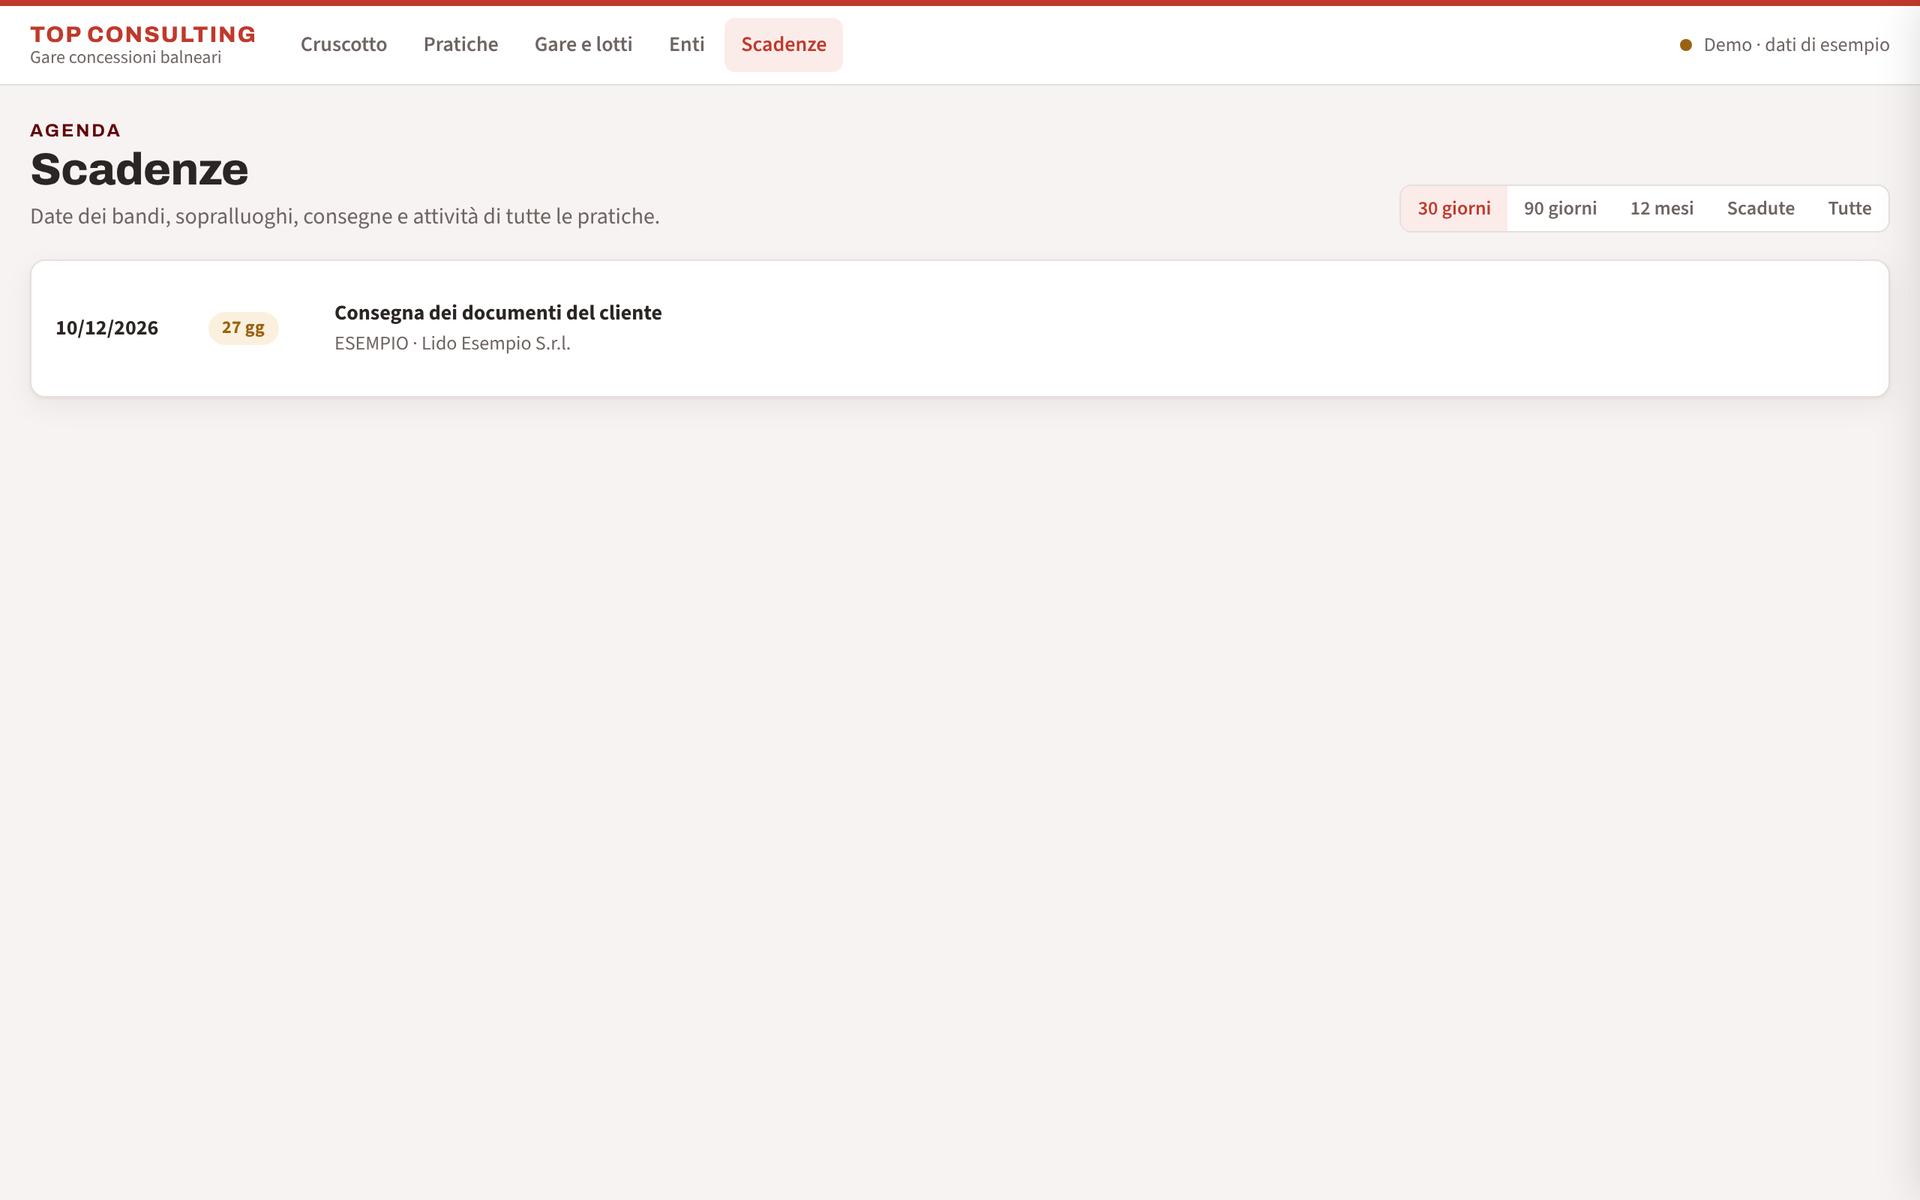 TOP CONSULTING
Gare concessioni balneari
Cruscotto
Pratiche
Gare e lotti
Enti
Scadenze
Demo · dati di esempio
AGENDA
Scadenze
Date dei bandi, sopralluoghi, consegne e attività di tutte le pratiche.
30 giorni
90 giorni
12 mesi
Scadute
Tutte
10/12/2026
27 gg
Consegna dei documenti del cliente
ESEMPIO · Lido Esempio S.r.l.